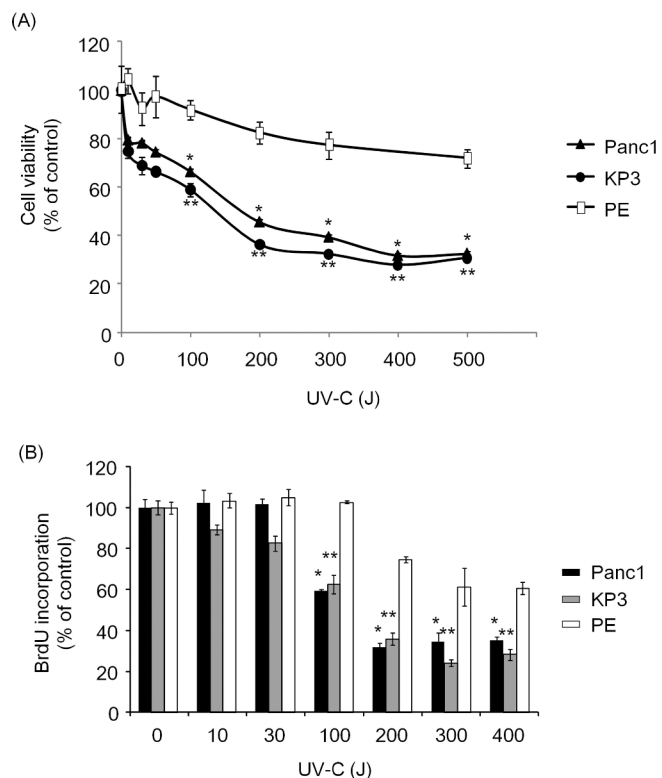 (A)
120
100
80
60
40
20
0
Cell viability
(% of control)
* * * * *
** ** ** ** **
0 100 200 300 400 500
UV-C (J)
Panc1
KP3
PE
(B)
120
100
80
60
40
20
0
BrdU incorporation
(% of control)
* ** * ** * ** * **
0 10 30 100 200 300 400
UV-C (J)
Panc1
KP3
PE